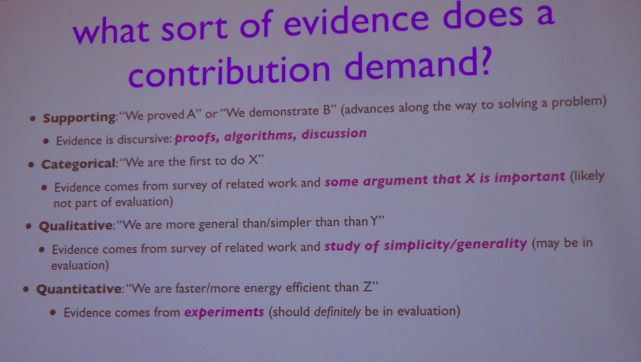 what sort of evidence does a
contribution demand?
• Supporting: "We proved A" or "We demonstrate B" (advances along the way to solving a problem)
• Evidence is discursive: proofs, algorithms, discussion
• Categorical: "We are the first to do X"
• Evidence comes from survey of related work and some argument that X is important (likely
not part of evaluation)
• Qualitative: "We are more general than/simpler than than Y"
• Evidence comes from survey of related work and study of simplicity/generality (may be in
evaluation)
• Quantitative: "We are faster/more energy efficient than Z"
• Evidence comes from experiments (should definitely be in evaluation)